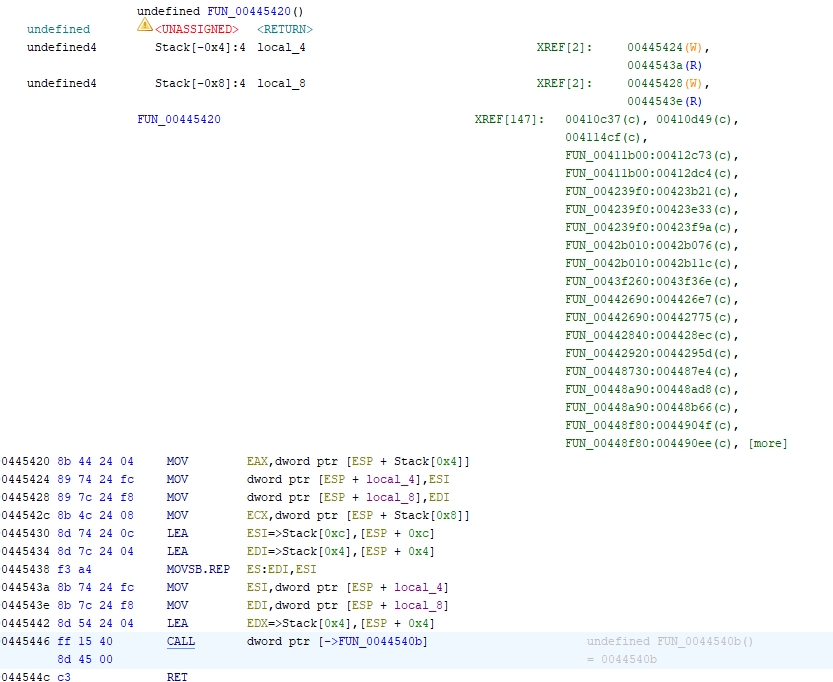 undefined FUN_00445420()
undefined <UNASSIGNED> <RETURN>
undefined4 Stack[-0x4]:4 local_4 XREF[2]: 00445424(W),
0044543a(R)
undefined4 Stack[-0x8]:4 local_8 XREF[2]: 00445428(W),
0044543e(R)
FUN_00445420 XREF[147]: 00410c37(c), 00410d49(c),
004114cf(c),
FUN_00411b00:00412c73(c),
FUN_00411b00:00412dc4(c),
FUN_004239f0:00423b21(c),
FUN_004239f0:00423e33(c),
FUN_004239f0:00423f9a(c),
FUN_0042b010:0042b076(c),
FUN_0042b010:0042b11c(c),
FUN_0043f260:0043f36e(c),
FUN_00442690:004426e7(c),
FUN_00442690:00442775(c),
FUN_00442840:004428ec(c),
FUN_00442920:0044295d(c),
FUN_00448730:004487e4(c),
FUN_00448a90:00448ad8(c),
FUN_00448a90:00448b66(c),
FUN_00448f80:0044904f(c),
FUN_00448f80:004490ee(c), [more]
0445420 8b 44 24 04 MOV EAX,dword ptr [ESP + Stack[0x4]]
0445424 89 74 24 fc MOV dword ptr [ESP + local_4],ESI
0445428 89 7c 24 f8 MOV dword ptr [ESP + local_8],EDI
044542c 8b 4c 24 08 MOV ECX,dword ptr [ESP + Stack[0x8]]
0445430 8d 74 24 0c LEA ESI=>Stack[0xc],[ESP + 0xc]
0445434 8d 7c 24 04 LEA EDI=>Stack[0x4],[ESP + 0x4]
0445438 f3 a4 MOVSB.REP ES:EDI,ESI
044543a 8b 74 24 fc MOV ESI,dword ptr [ESP + local_4]
044543e 8b 7c 24 f8 MOV EDI,dword ptr [ESP + local_8]
0445442 8d 54 24 04 LEA EDX=>Stack[0x4],[ESP + 0x4]
0445446 ff 15 40 CALL dword ptr [->FUN_0044540b] undefined FUN_0044540b()
8d 45 00 = 0044540b
044544c c3 RET